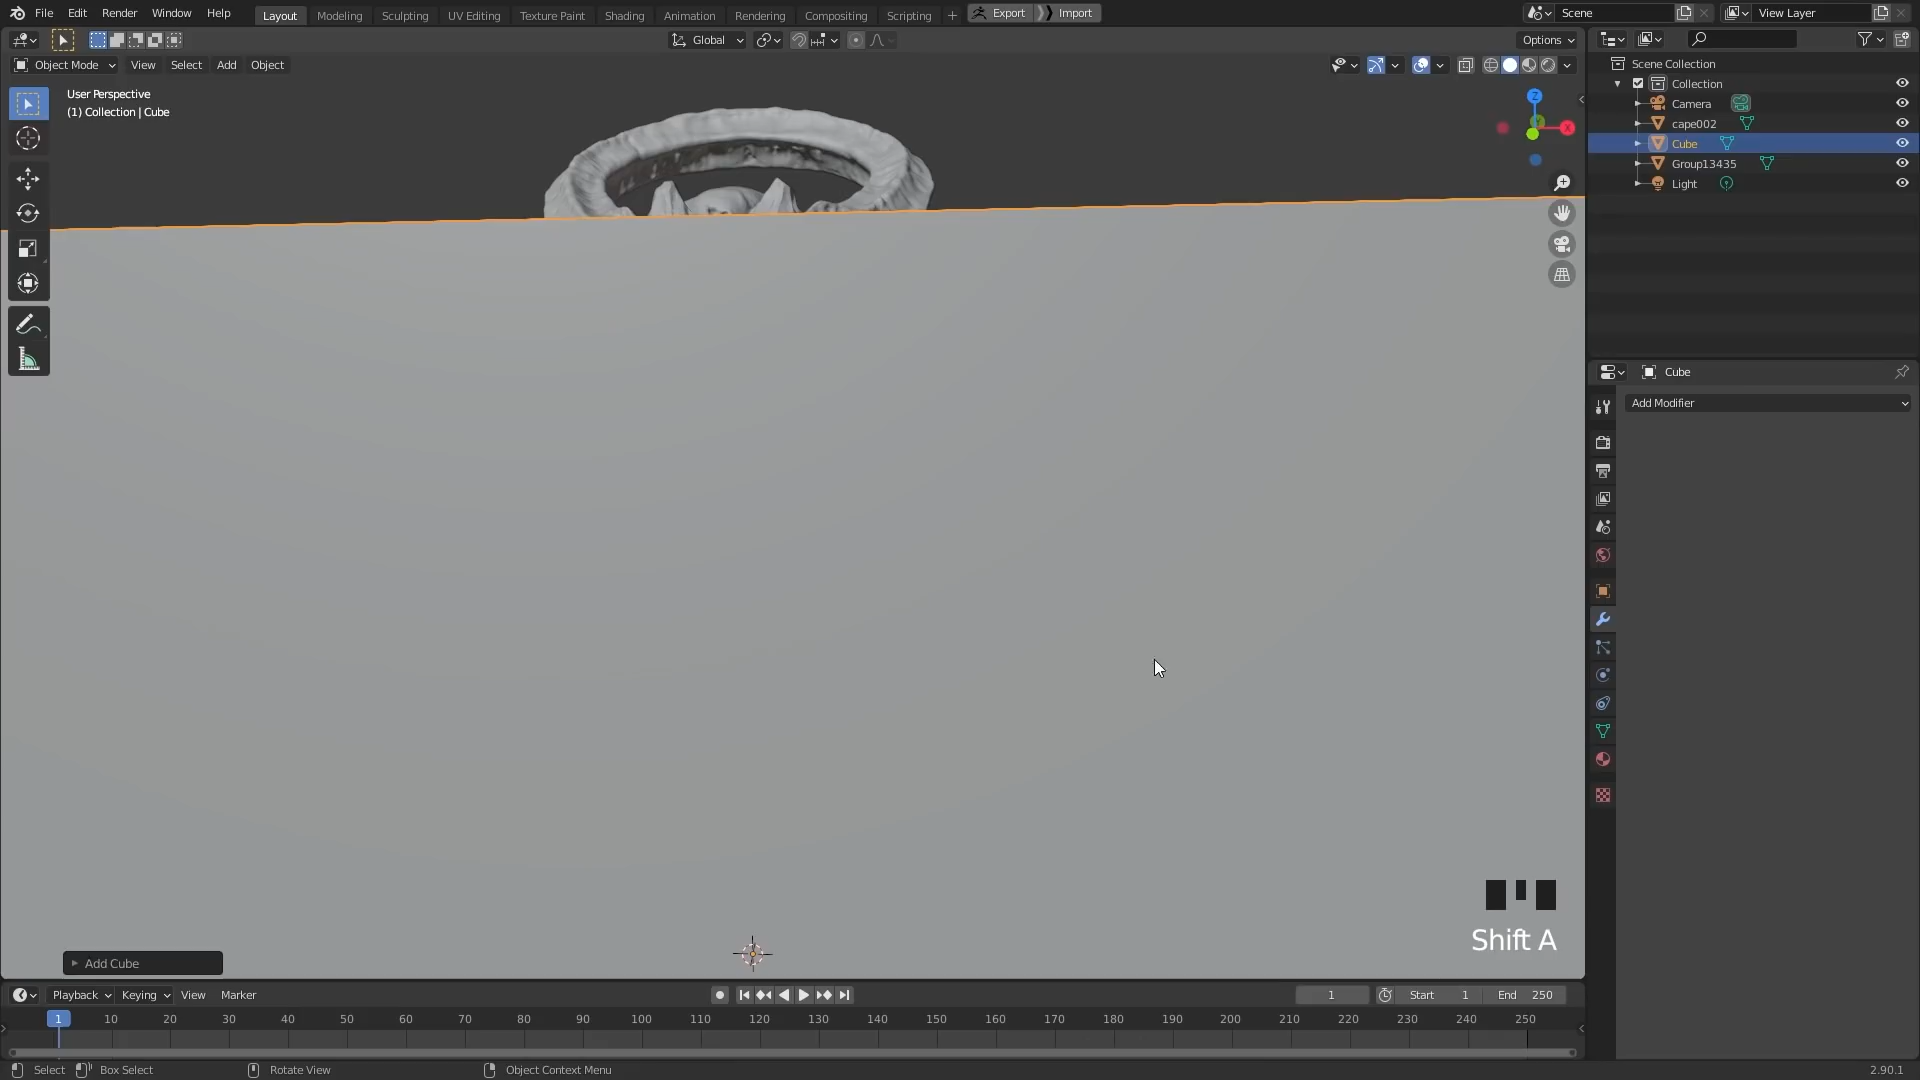 File Edit Render Window Help Layout Modeling Sculpting UV Editing Texture Paint Shading Animation Rendering Compositing Scripting + Export Import Scene View Layer
Global Options
Object Mode View Select Add Object
User Perspective
(1) Collection | Cube
Z
X
Scene Collection
Collection
Camera
cape002
Cube
Group13435
Light
Cube
Add Modifier
Shift A
Add Cube
Playback Keying View Marker 1 Start 1 End 250
1 10 20 30 40 50 60 70 80 90 100 110 120 130 140 150 160 170 180 190 200 210 220 230 240 250
Select Box Select Rotate View Object Context Menu 2.90.1